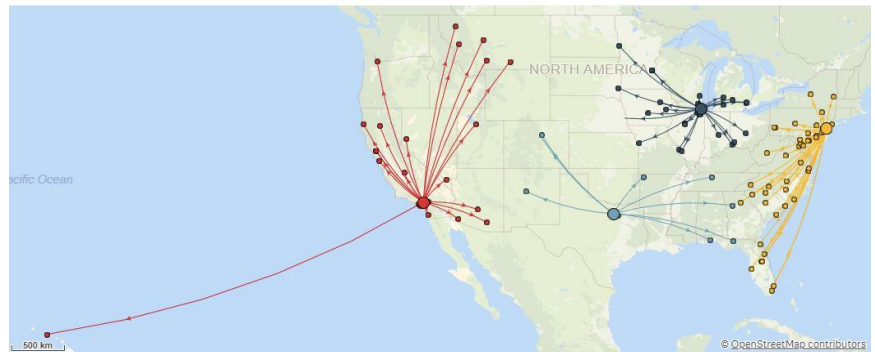 NORTH AMERICA
acific Ocean
500 km
© OpenStreetMap contributors